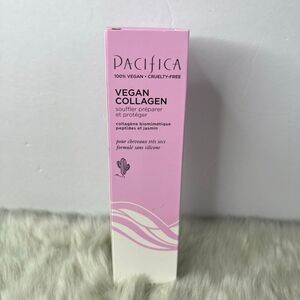 PACIFICA
100% VEGAN • CRUELTY-FREE
VEGAN
COLLAGEN
souffler préparer
et protéger
collagène biomimétique
peptides et jasmin
pour cheveux très secs
formulé sans silicone